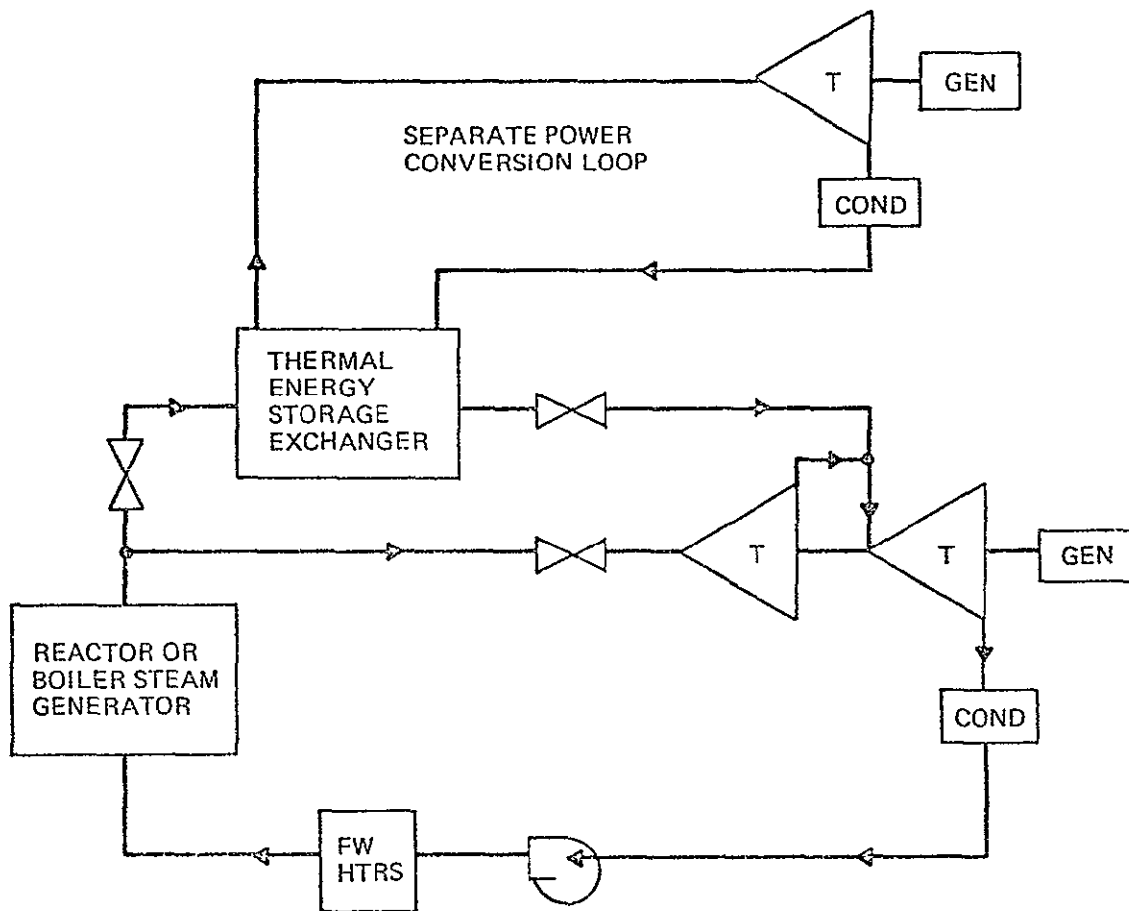 T
GEN
SEPARATE POWER
CONVERSION LOOP
COND
THERMAL
ENERGY
STORAGE
EXCHANGER
T
T
GEN
REACTOR OR
BOILER STEAM
GENERATOR
COND
FW
HTRS